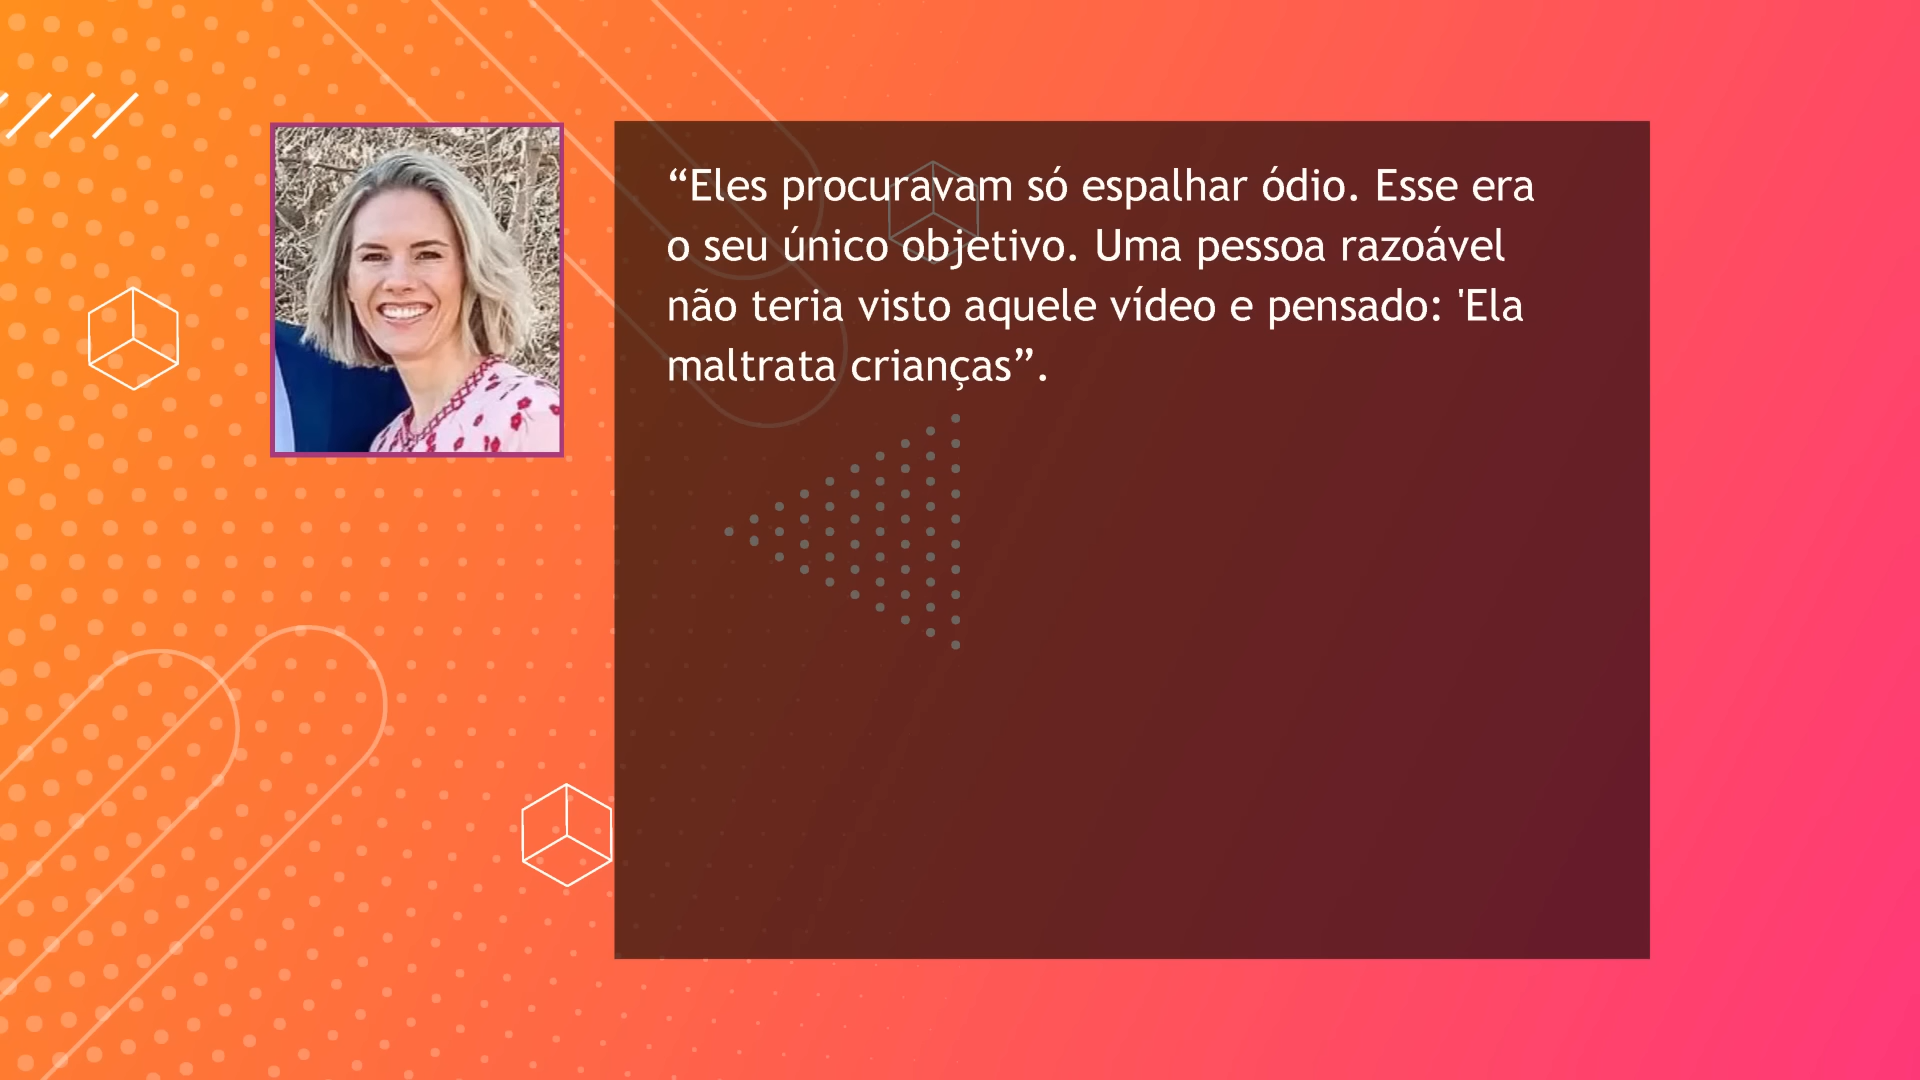 “Eles procuravam só espalhar ódio. Esse era
o seu único objetivo. Uma pessoa razoável
não teria visto aquele vídeo e pensado: 'Ela
maltrata crianças”.